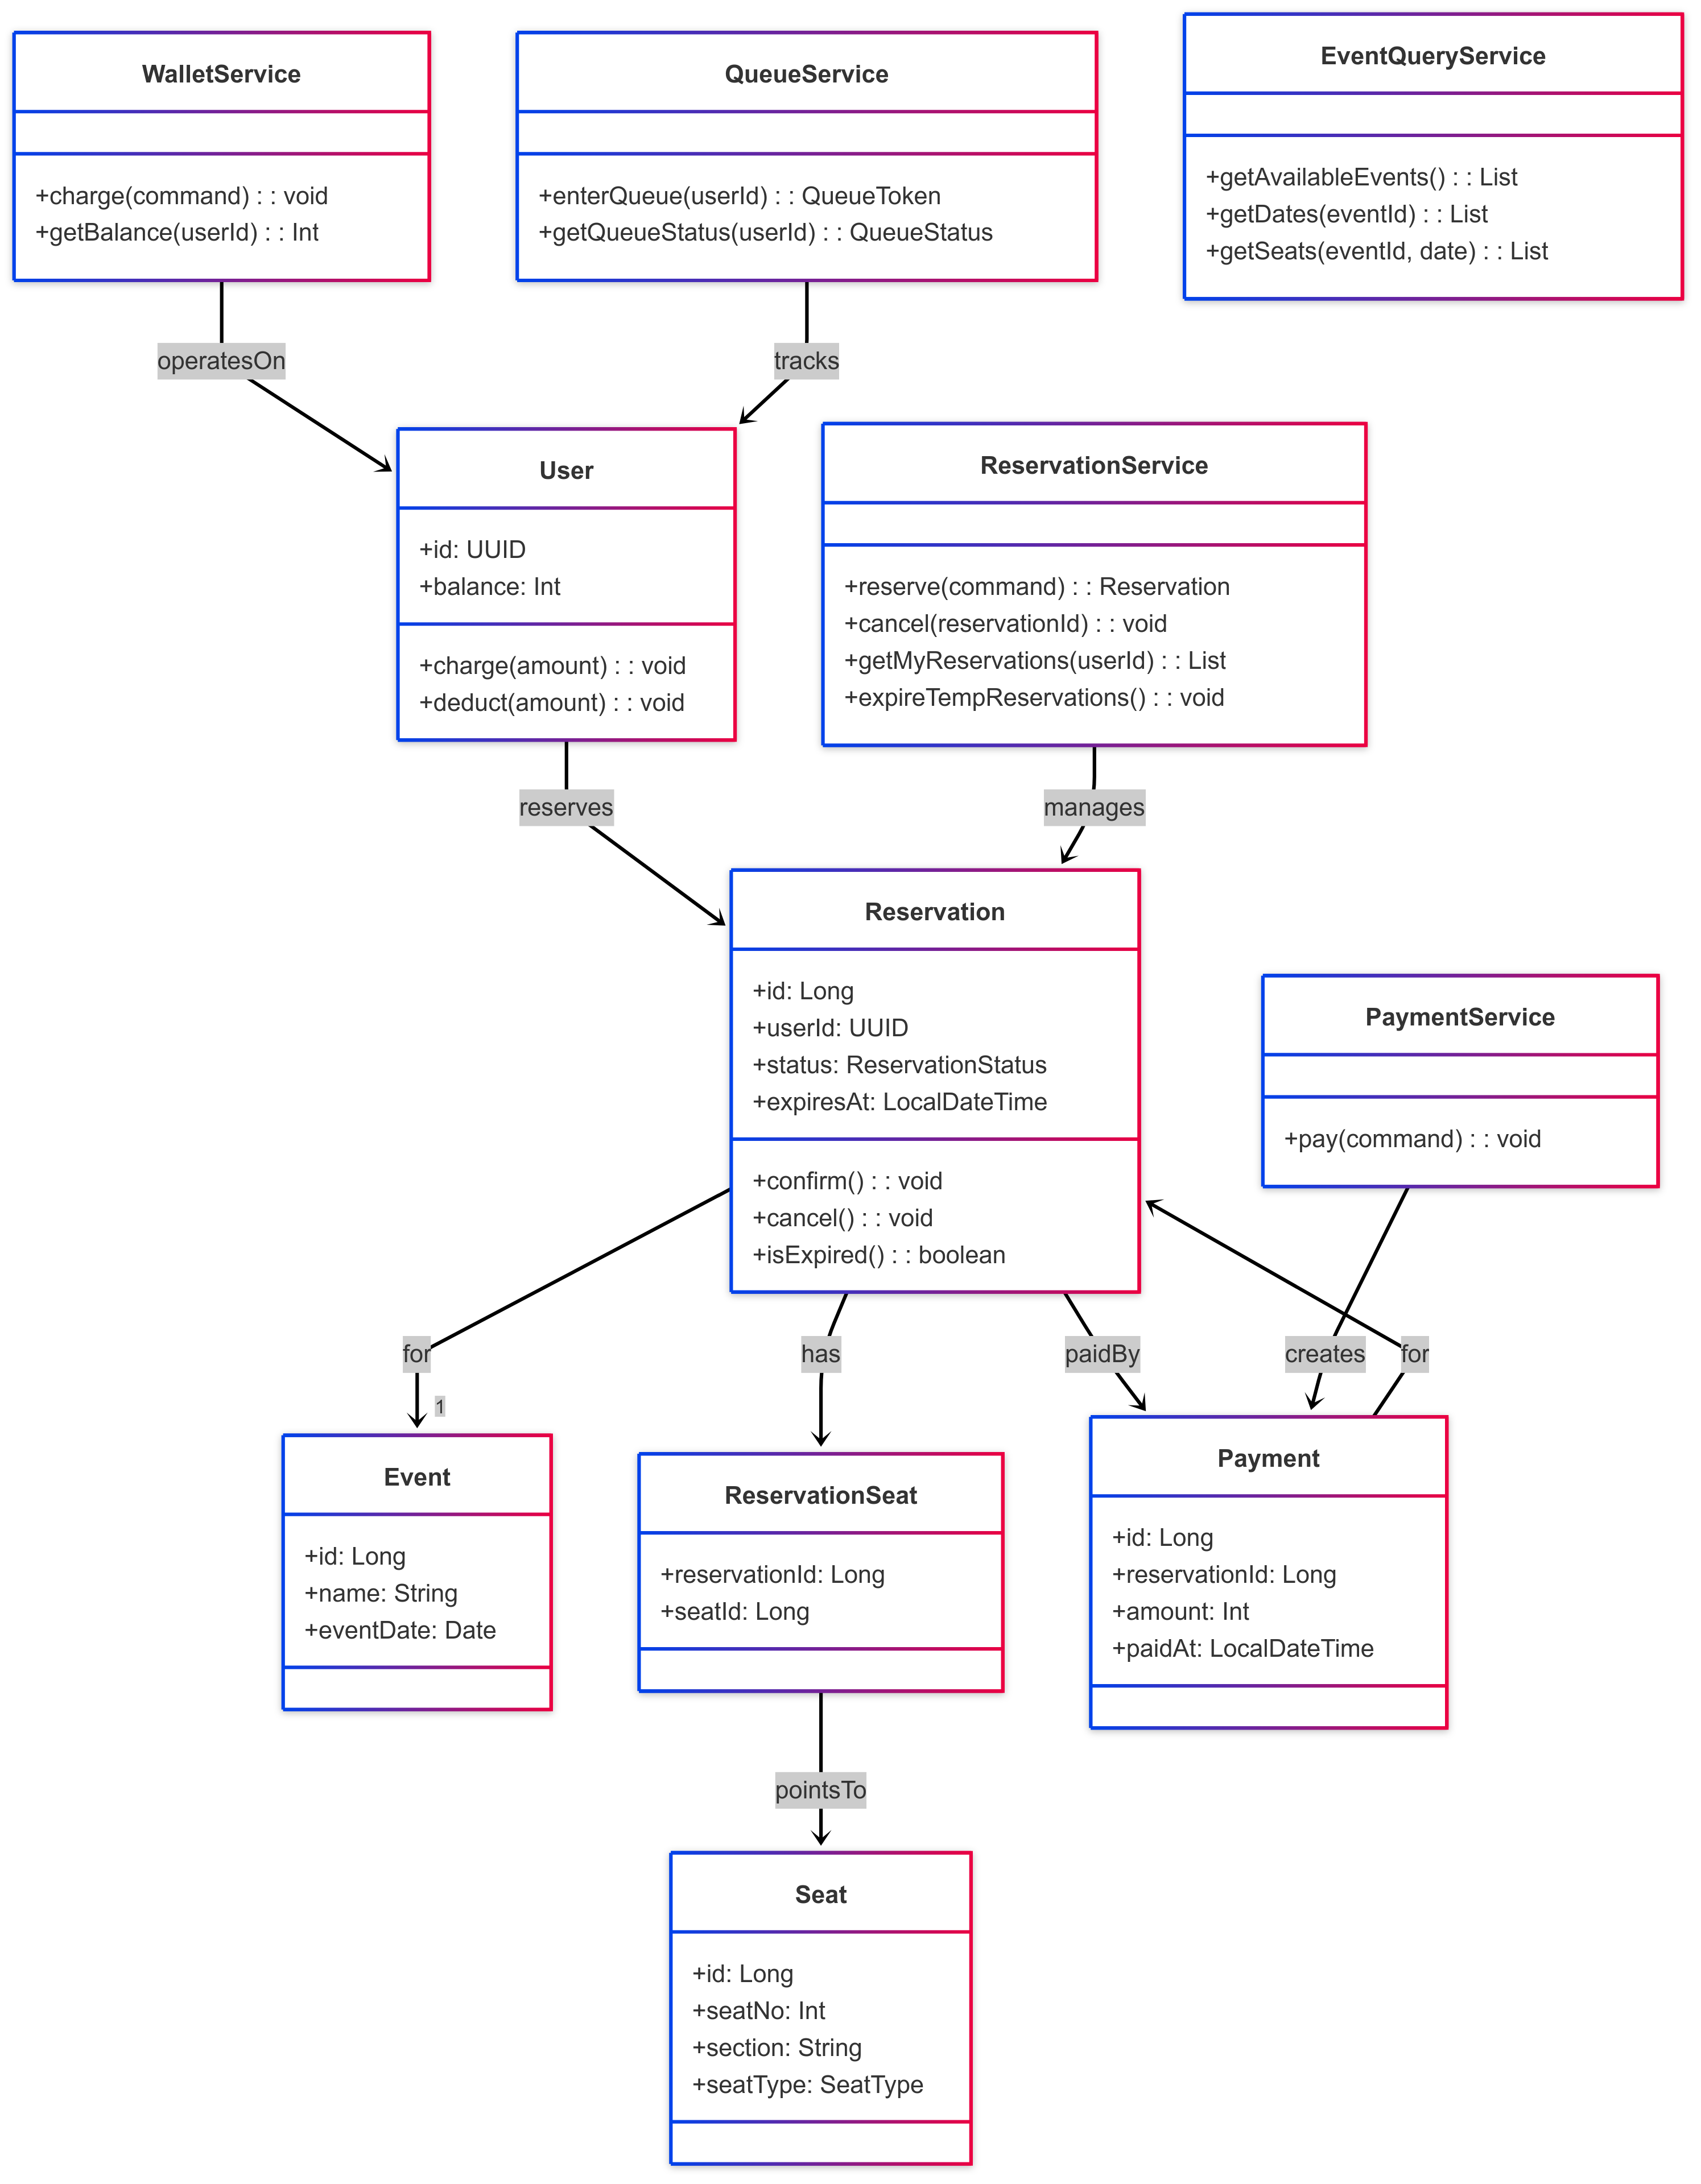 WalletService
+charge(command) : : void
+getBalance(userId) : : Int
QueueService
+enterQueue(userId) : : QueueToken
+getQueueStatus(userId) : : QueueStatus
EventQueryService
+getAvailableEvents() : : List
+getDates(eventId) : : List
+getSeats(eventId, date) : : List
operatesOn
tracks
User
+id: UUID
+balance: Int
+charge(amount) : : void
+deduct(amount) : : void
ReservationService
+reserve(command) : : Reservation
+cancel(reservationId) : : void
+getMyReservations(userId) : : List
+expireTempReservations() : : void
reserves
manages
Reservation
+id: Long
+userId: UUID
+status: ReservationStatus
+expiresAt: LocalDateTime
+confirm() : : void
+cancel() : : void
+isExpired() : : boolean
PaymentService
+pay(command) : : void
for
has
paidBy
creates
for
1
Event
+id: Long
+name: String
+eventDate: Date
ReservationSeat
+reservationId: Long
+seatId: Long
Payment
+id: Long
+reservationId: Long
+amount: Int
+paidAt: LocalDateTime
pointsTo
Seat
+id: Long
+seatNo: Int
+section: String
+seatType: SeatType